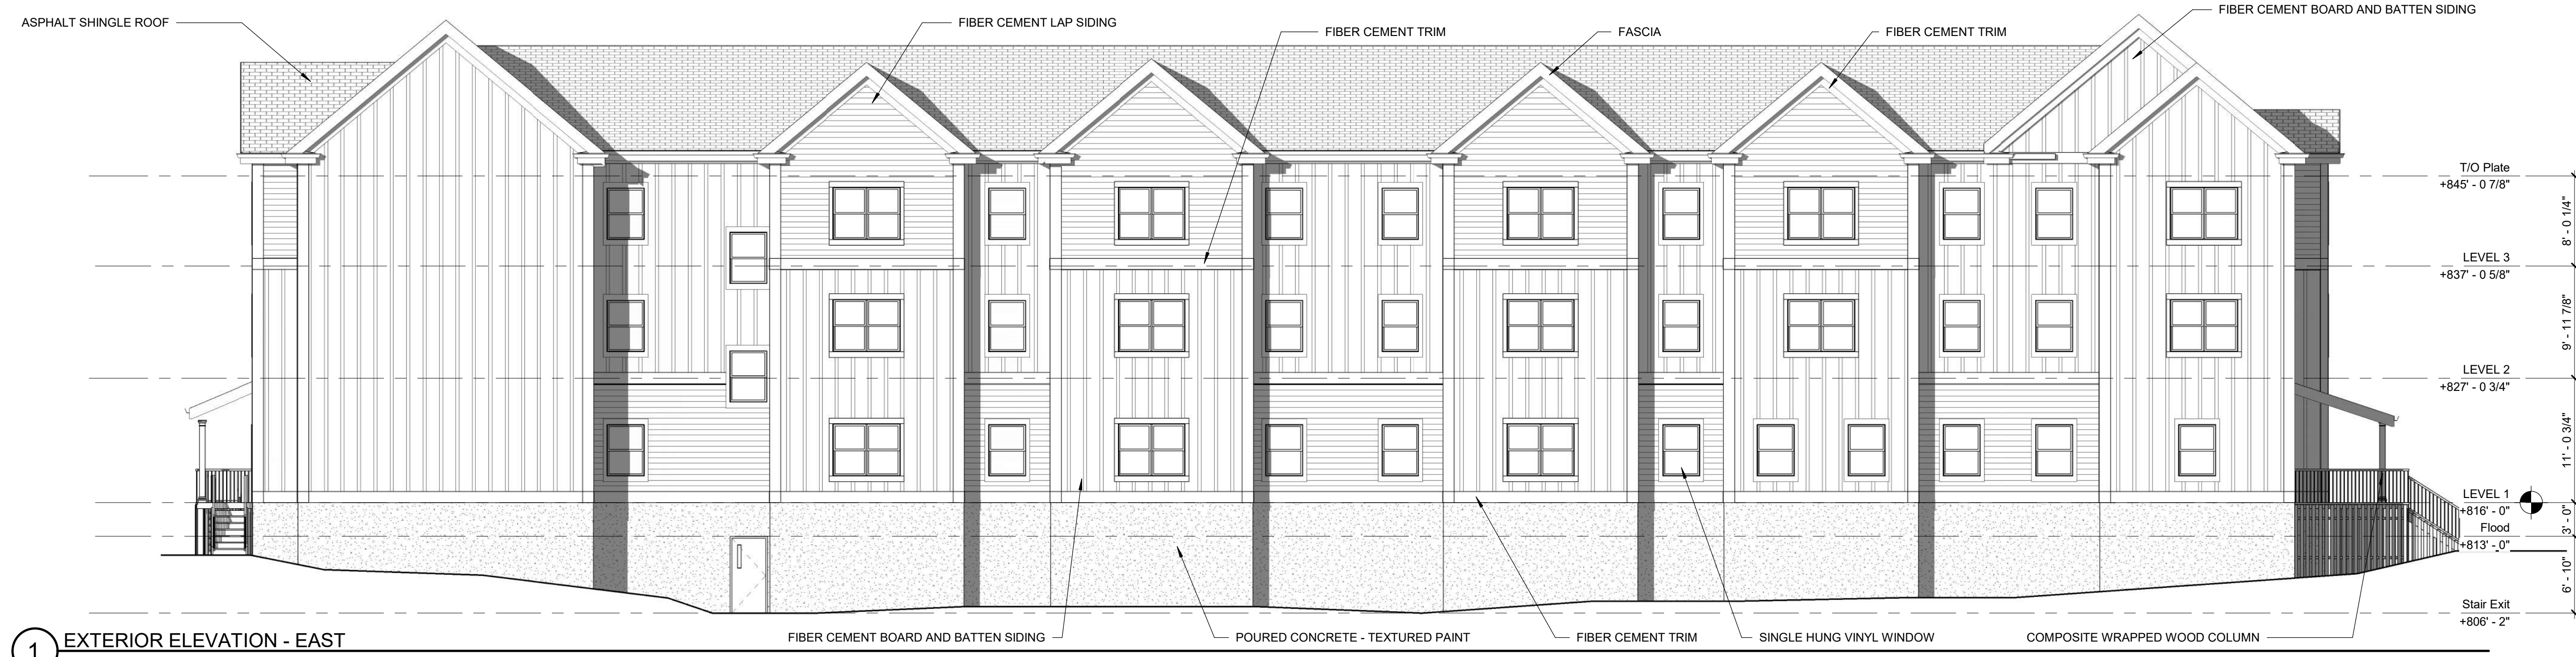 ASPHALT SHINGLE ROOF
FIBER CEMENT LAP SIDING
FIBER CEMENT TRIM
FASCIA
FIBER CEMENT TRIM
FIBER CEMENT BOARD AND BATTEN SIDING
T/O Plate
+845' - 0 7/8"
8' - 0 1/4"
LEVEL 3
+837' - 0 5/8"
9' - 11 7/8"
LEVEL 2
+827' - 0 3/4"
11' - 0 3/4"
LEVEL 1
+816' - 0"
3' - 0"
Flood
+813' - 0"
6' - 10"
Stair Exit
+806' - 2"
1
EXTERIOR ELEVATION - EAST
FIBER CEMENT BOARD AND BATTEN SIDING
POURED CONCRETE - TEXTURED PAINT
FIBER CEMENT TRIM
SINGLE HUNG VINYL WINDOW
COMPOSITE WRAPPED WOOD COLUMN